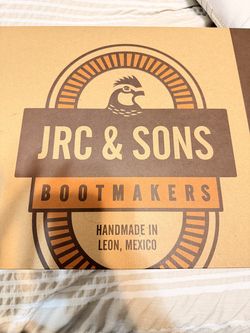 JRC & SONS
BOOTMAKERS
HANDMADE IN
LEON, MEXICO